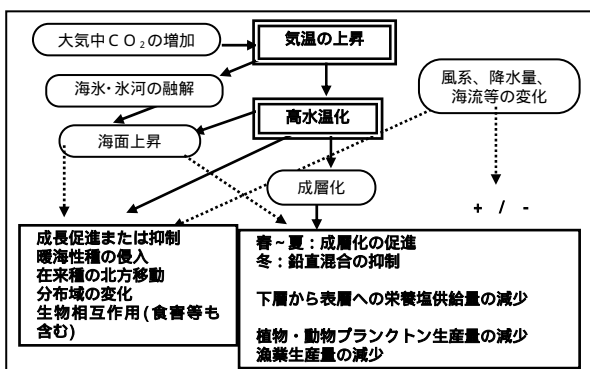 大気中ＣＯ₂の増加
気温の上昇
海氷・氷河の融解
風系、降水量、
海流等の変化
高水温化
海面上昇
成層化
+ / -
成長促進または抑制
暖海性種の侵入
在来種の北方移動
分布域の変化
生物相互作用(食害等も
含む)
春～夏：成層化の促進
冬：鉛直混合の抑制
下層から表層への栄養塩供給量の減少
植物・動物プランクトン生産量の減少
漁業生産量の減少